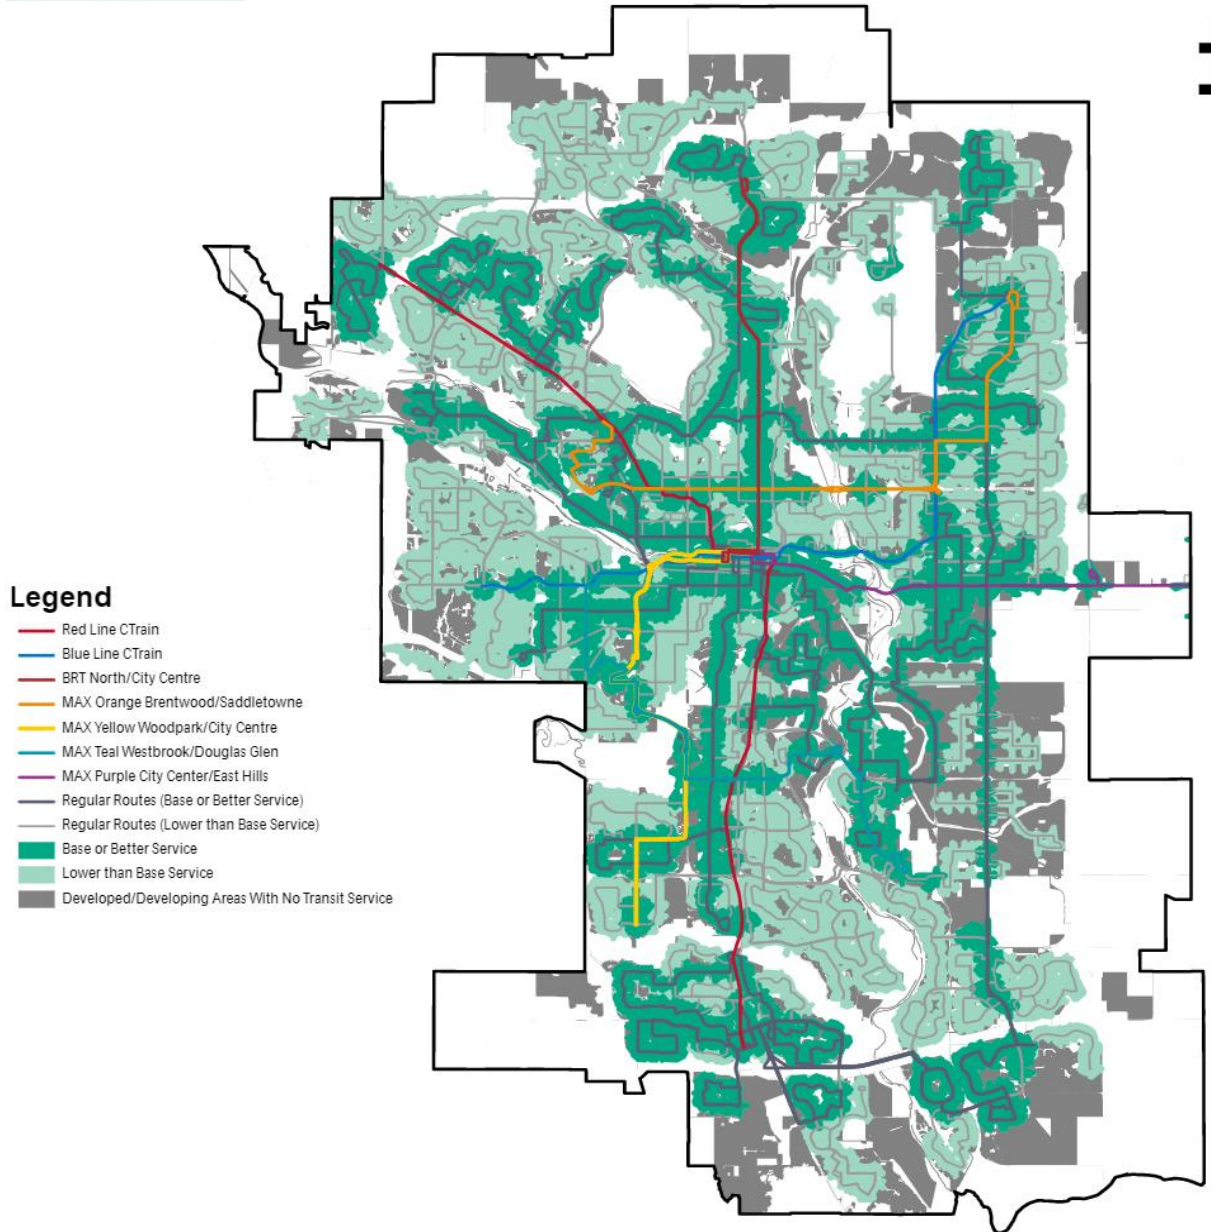 Legend
Red Line CTrain
Blue Line CTrain
BRT North/City Centre
MAX Orange Brentwood/Saddletowne
MAX Yellow Woodpark/City Centre
MAX Teal Westbrook/Douglas Glen
MAX Purple City Center/East Hills
Regular Routes (Base or Better Service)
Regular Routes (Lower than Base Service)
Base or Better Service
Lower than Base Service
Developed/Developing Areas With No Transit Service